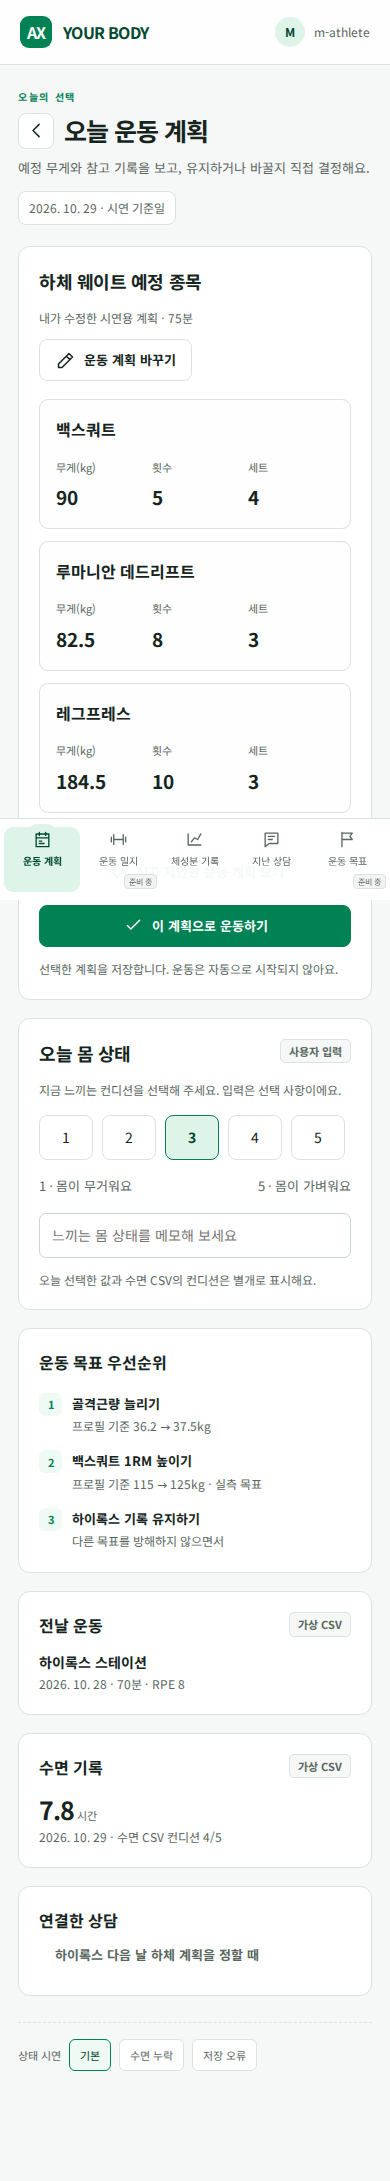 AX YOUR BODY
M m-athlete
오늘의 선택
오늘 운동 계획
예정 무게와 참고 기록을 보고, 유지하거나 바꿀지 직접 결정해요.
2026. 10. 29 · 시연 기준일
하체 웨이트 예정 종목
내가 수정한 시연용 계획 · 75분
운동 계획 바꾸기
백스쿼트
무게(kg) 횟수 세트
90 5 4
루마니안 데드리프트
무게(kg) 횟수 세트
82.5 8 3
레그프레스
무게(kg) 횟수 세트
184.5 10 3
운동 계획 운동 일지 체성분 기록 지난 상담 운동 목표
준비 중 준비 중
이 계획으로 운동하기
선택한 계획을 저장합니다. 운동은 자동으로 시작되지 않아요.
오늘 몸 상태 사용자 입력
지금 느끼는 컨디션을 선택해 주세요. 입력은 선택 사항이에요.
1 2 3 4 5
1 · 몸이 무거워요 5 · 몸이 가벼워요
느끼는 몸 상태를 메모해 보세요
오늘 선택한 값과 수면 CSV의 컨디션은 별개로 표시해요.
운동 목표 우선순위
1 골격근량 늘리기
프로필 기준 36.2 → 37.5kg
2 백스쿼트 1RM 높이기
프로필 기준 115 → 125kg · 실측 목표
3 하이록스 기록 유지하기
다른 목표를 방해하지 않으면서
전날 운동 가상 CSV
하이록스 스테이션
2026. 10. 28 · 70분 · RPE 8
수면 기록 가상 CSV
7.8 시간
2026. 10. 29 · 수면 CSV 컨디션 4/5
연결한 상담
하이록스 다음 날 하체 계획을 정할 때
상태 시연 기본 수면 누락 저장 오류